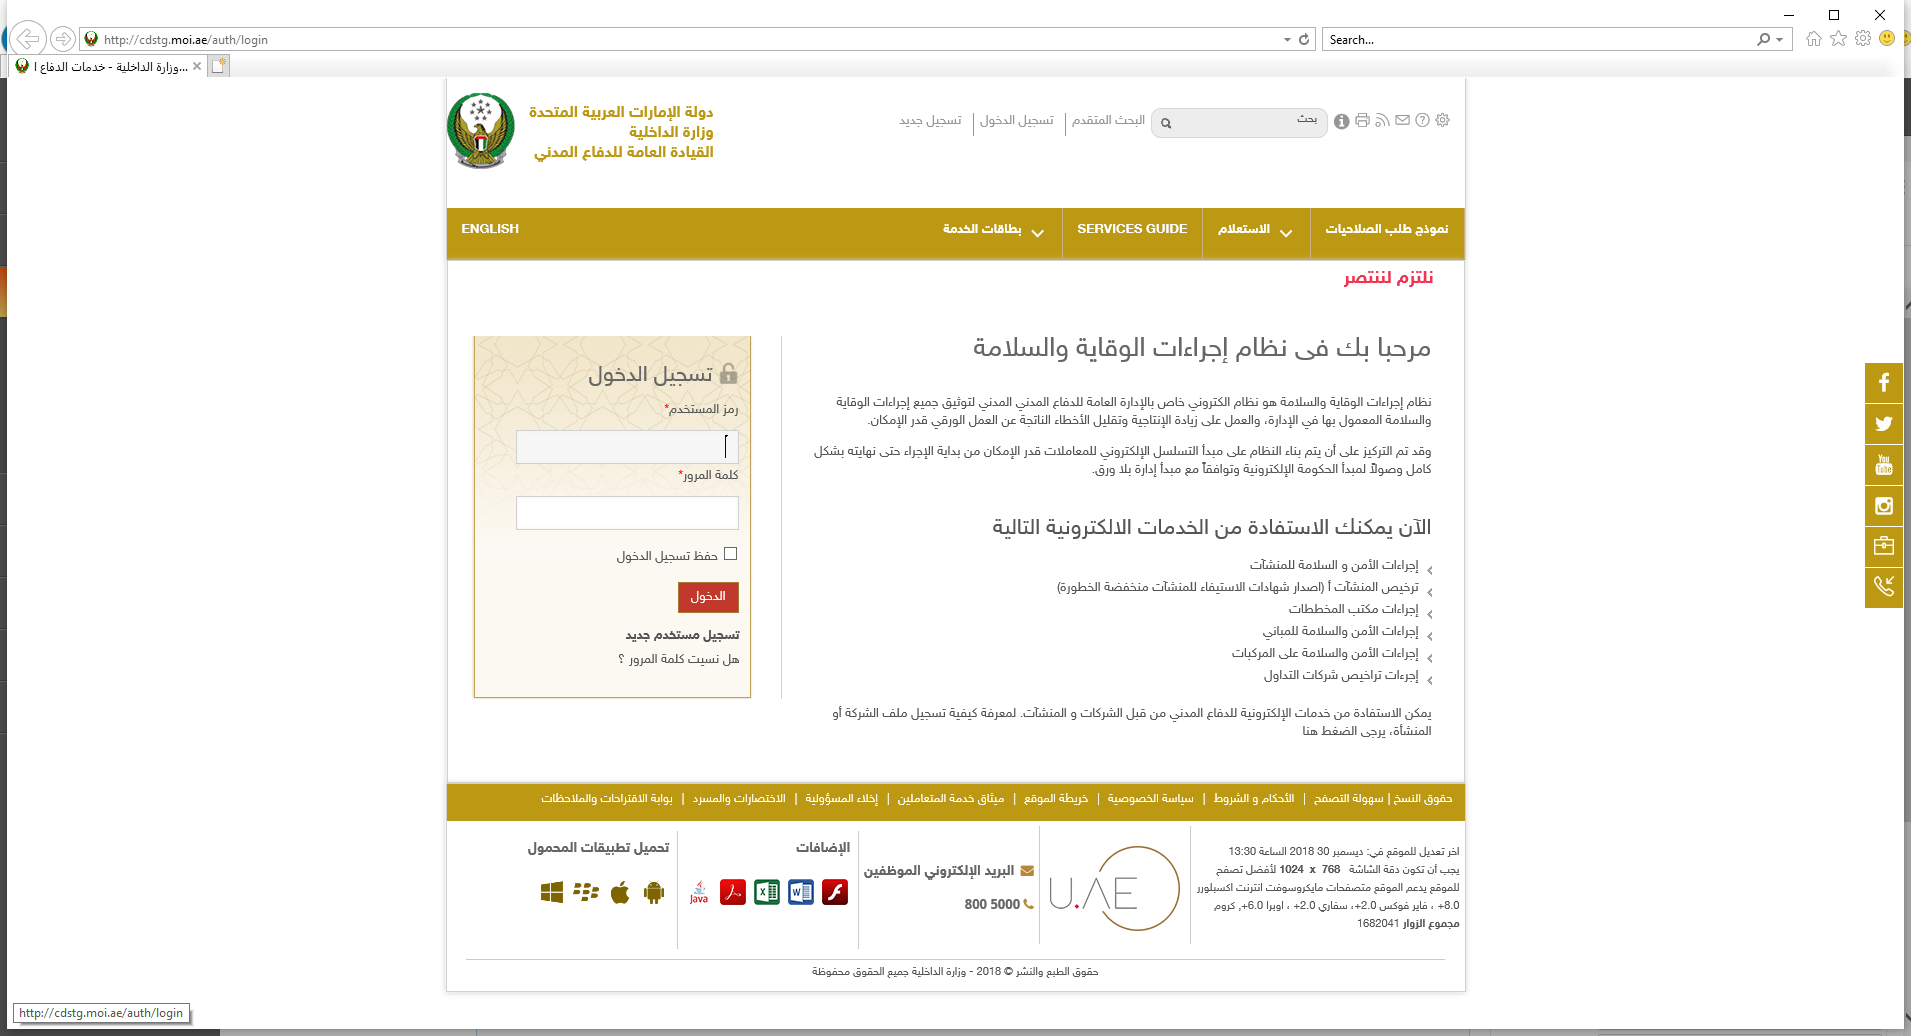 http://cdstg.moi.ae/auth/login
Search...
وزارة الداخلية - خدمات الدفاع ا...
دولة الإمارات العربية المتحدة
وزارة الداخلية
القيادة العامة للدفاع المدني
بحث
البحث المتقدم
تسجيل الدخول
تسجيل جديد
نموذج طلب الصلاحيات
الاستعلام
SERVICES GUIDE
بطاقات الخدمة
ENGLISH
نلتزم لننتصر
مرحبا بك فى نظام إجراءات الوقاية والسلامة
نظام إجراءات الوقاية والسلامة هو نظام الكتروني خاص بالإدارة العامة للدفاع المدني المدني لتوثيق جميع إجراءات الوقاية
والسلامة المعمول بها في الإدارة، والعمل على زيادة الإنتاجية وتقليل الأخطاء الناتجة عن العمل الورقي قدر الإمكان.
وقد تم التركيز على أن يتم بناء النظام على مبدأ التسلسل الإلكتروني للمعاملات قدر الإمكان من بداية الإجراء حتى نهايته بشكل
كامل وصولاً لمبدأ الحكومة الإلكترونية وتوافقاً مع مبدأ إدارة بلا ورق.
الآن يمكنك الاستفادة من الخدمات الالكترونية التالية
إجراءات الأمن و السلامة للمنشآت
ترخيص المنشآت أ (اصدار شهادات الاستيفاء للمنشآت منخفضة الخطورة)
إجراءات مكتب المخططات
إجراءات الأمن والسلامة للمباني
إجراءات الأمن والسلامة على المركبات
إجرءات تراخيص شركات التداول
يمكن الاستفادة من خدمات الإلكترونية للدفاع المدني من قبل الشركات و المنشآت. لمعرفة كيفية تسجيل ملف الشركة أو
المنشأة، يرجى الضغط هنا
تسجيل الدخول
رمز المستخدم*
كلمة المرور*
حفظ تسجيل الدخول
الدخول
تسجيل مستخدم جديد
هل نسيت كلمة المرور ؟
You Tube
حقوق النسخ | سهولة التصفح | الأحكام و الشروط | سياسة الخصوصية | خريطة الموقع | ميثاق خدمة المتعاملين | إخلاء المسؤولية | الاختصارات والمسرد | بوابة الاقتراحات والملاحظات
اخر تعديل للموقع في: ديسمبر 30 2018 الساعة 13:30
يجب أن تكون دقة الشاشة 768 x 1024 لأفضل تصفح
للموقع يدعم الموقع متصفحات مايكروسوفت انترنت اكسبلورر
8.0+ ، فاير فوكس 2.0+، سفاري 2.0+ ، اوبرا 6.0+, كروم
مجموع الزوار 1682041
U.AE
البريد الإلكتروني الموظفين
800 5000
الإضافات
Java
تحميل تطبيقات المحمول
حقوق الطبع والنشر © 2018 - وزارة الداخلية جميع الحقوق محفوظة
http://cdstg.moi.ae/auth/login